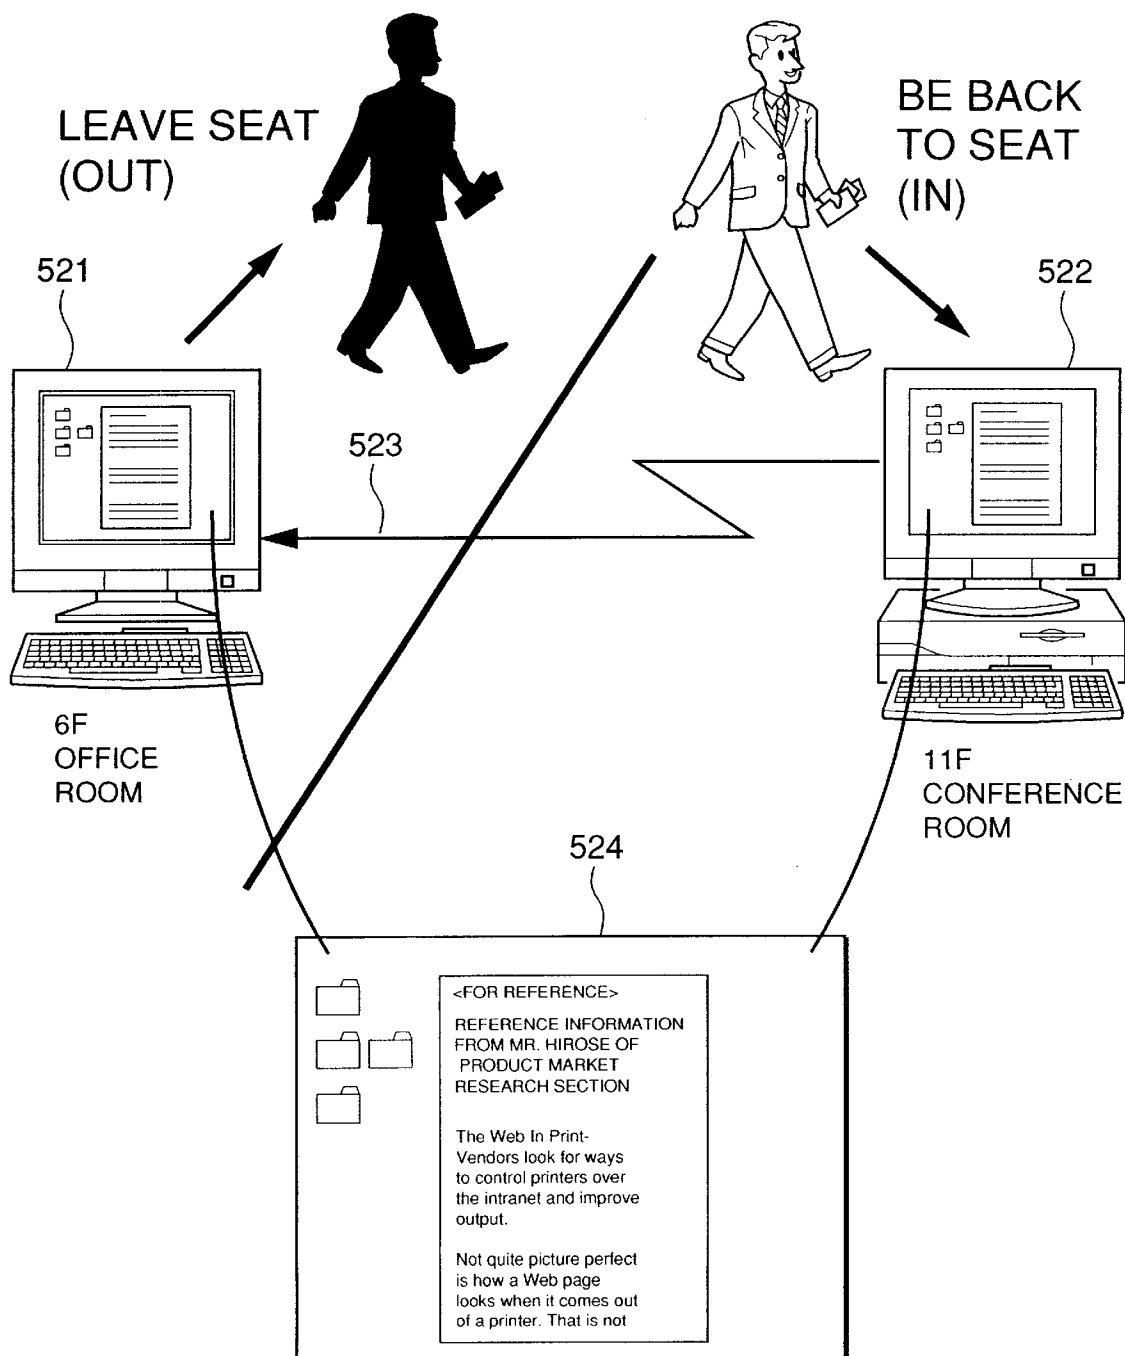 LEAVE SEAT
(OUT)
BE BACK
TO SEAT
(IN)
521
522
523
6F
OFFICE
ROOM
11F
CONFERENCE
ROOM
524
<FOR REFERENCE>
REFERENCE INFORMATION
FROM MR. HIROSE OF
PRODUCT MARKET
RESEARCH SECTION
The Web In Print-
Vendors look for ways
to control printers over
the intranet and improve
output.
Not quite picture perfect
is how a Web page
looks when it comes out
of a printer. That is not